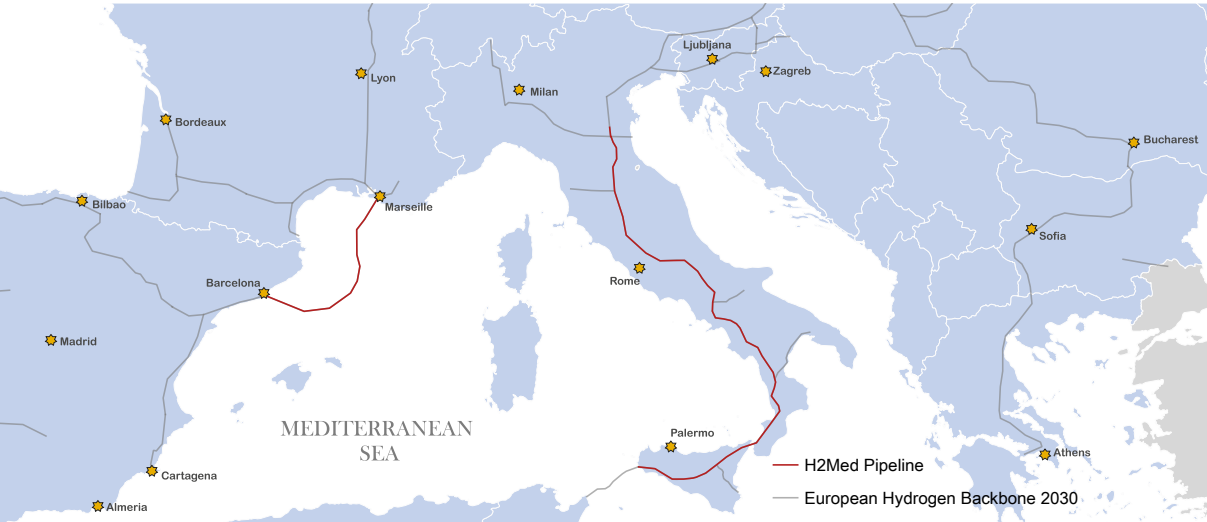 Ljubljana
Zagreb
Lyon
Milan
Bordeaux
Bucharest
Bilbao
Marseille
Sofia
Barcelona
Rome
Madrid
MEDITERRANEAN
SEA
Palermo
Athens
Cartagena
Almeria
H2Med Pipeline
European Hydrogen Backbone 2030